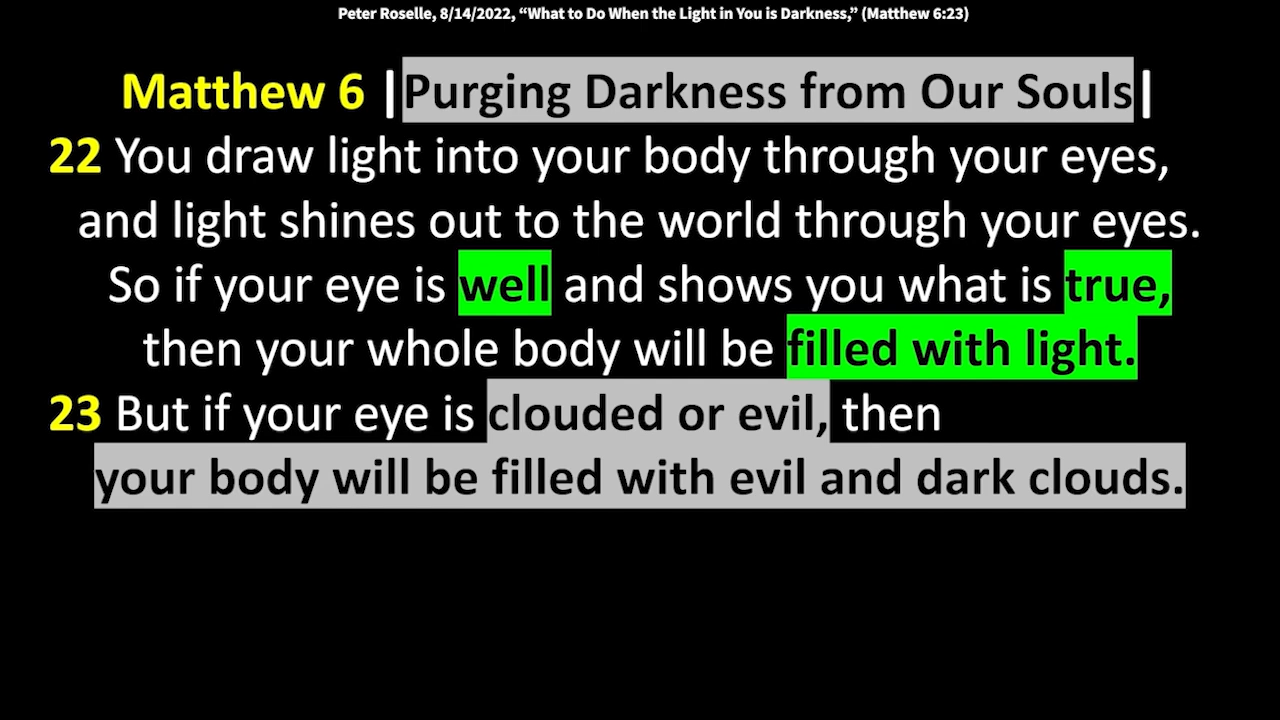 Peter Roselle, 8/14/2022, “What to Do When the Light in You is Darkness,” (Matthew 6:23)
Matthew 6 |Purging Darkness from Our Souls|
22 You draw light into your body through your eyes,
and light shines out to the world through your eyes.
So if your eye is well and shows you what is true,
then your whole body will be filled with light.
23 But if your eye is clouded or evil, then
your body will be filled with evil and dark clouds.